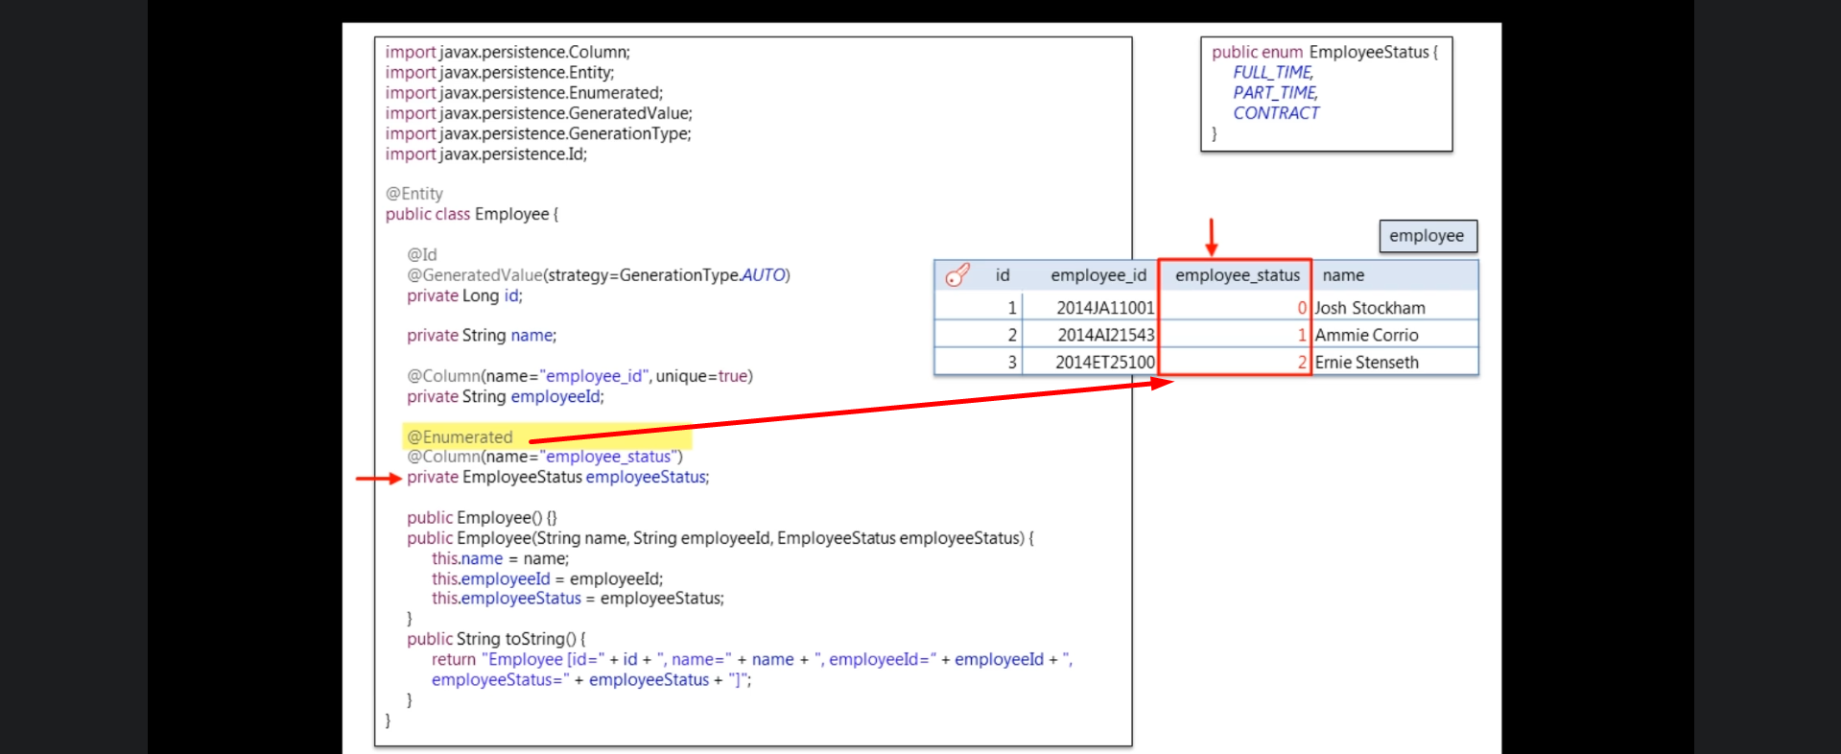 import javax.persistence.Column;
import javax.persistence.Entity;
import javax.persistence.Enumerated;
import javax.persistence.GeneratedValue;
import javax.persistence.GenerationType;
import javax.persistence.Id;
@Entity
public class Employee {
@Id
@GeneratedValue(strategy=GenerationType.AUTO)
private Long id;
private String name;
@Column(name="employee_id", unique=true)
private String employeeId;
@Enumerated
@Column(name="employee_status")
private EmployeeStatus employeeStatus;
public Employee() {}
public Employee(String name, String employeeId, EmployeeStatus employeeStatus) {
this.name = name;
this.employeeId = employeeId;
this.employeeStatus = employeeStatus;
}
public String toString() {
return "Employee [id=" + id + ", name=" + name + ", employeeId=" + employeeId + ",
employeeStatus=" + employeeStatus + "]";
}
}
public enum EmployeeStatus {
FULL_TIME,
PART_TIME,
CONTRACT
}
employee
id employee_id employee_status name
1 2014JA11001 0 Josh Stockham
2 2014AI21543 1 Ammie Corrio
3 2014ET25100 2 Ernie Stenseth